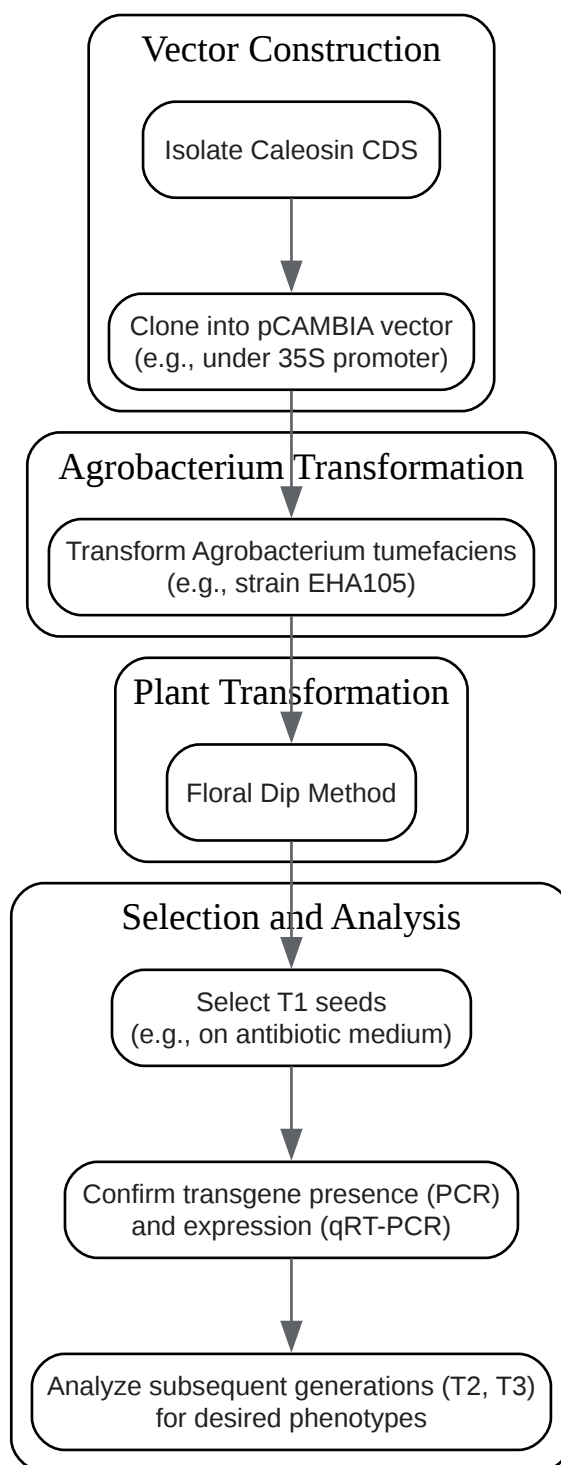 Vector Construction
Isolate Caleosin CDS
Clone into pCAMBIA vector
(e.g., under 35S promoter)
Agrobacterium Transformation
Transform Agrobacterium tumefaciens
(e.g., strain EHA105)
Plant Transformation
Floral Dip Method
Selection and Analysis
Select T1 seeds
(e.g., on antibiotic medium)
Confirm transgene presence (PCR)
and expression (qRT-PCR)
Analyze subsequent generations (T2, T3)
for desired phenotypes